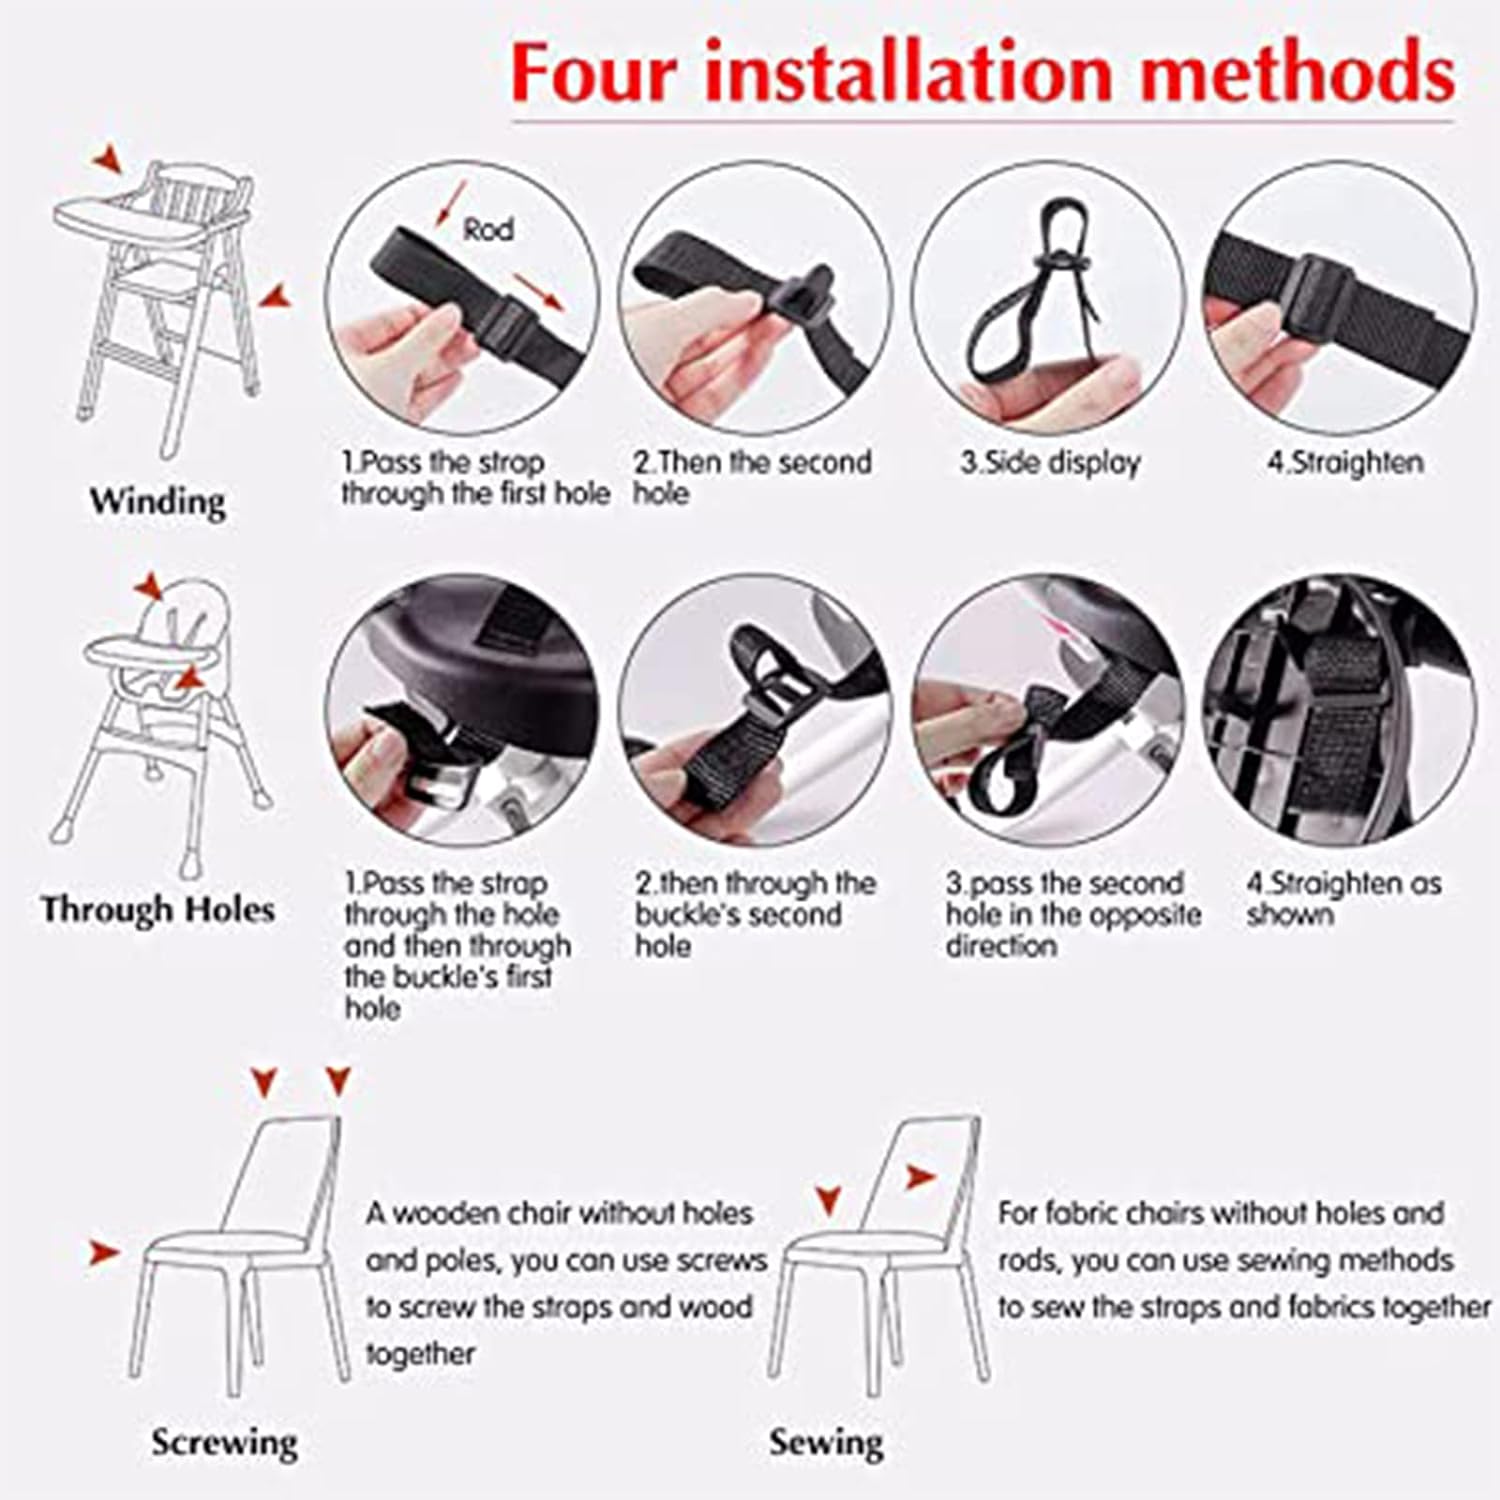 Four installation methods
Rod
1.Pass the strap
through the first hole
2.Then the second
hole
3.Side display
4.Straighten
Winding
1.Pass the strap
through the hole
and then through
the buckle's first
hole
2.then through the
buckle's second
hole
3.pass the second
hole in the opposite
direction
4.Straighten as
shown
Through Holes
A wooden chair without holes
and poles, you can use screws
to screw the straps and wood
together
Screwing
For fabric chairs without holes and
rods, you can use sewing methods
to sew the straps and fabrics together
Sewing